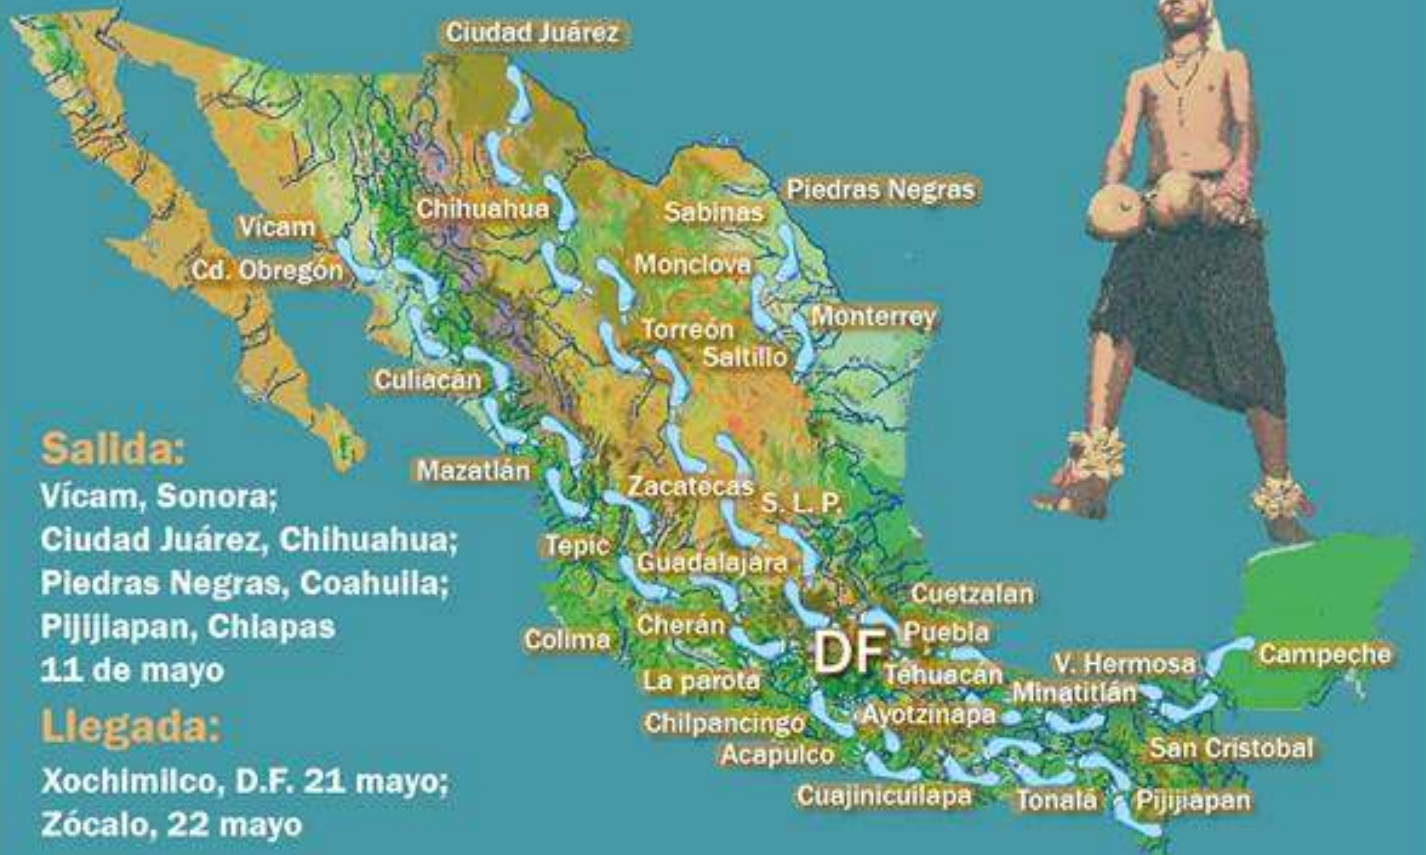 Ciudad Juárez
Piedras Negras
Sabinas
Chihuahua
Vícam
Cd. Obregón
Monclova
Monterrey
Torreón
Saltillo
Culiacán
Mazatlán
Zacatecas
S. L. P.
Tepic
Guadalajara
Cuetzalan
Cherán
Puebla
Colima
DF
Campeche
V. Hermosa
Tehuacán
La parota
Minatitlán
Chilpancingo
Ayotzinapa
Acapulco
San Cristobal
Cuajinicuilapa
Tonalá
Pijijiapan
Salida:
Vícam, Sonora;
Ciudad Juárez, Chihuahua;
Piedras Negras, Coahuila;
Pijijiapan, Chiapas
11 de mayo
Llegada:
Xochimilco, D.F. 21 mayo;
Zócalo, 22 mayo